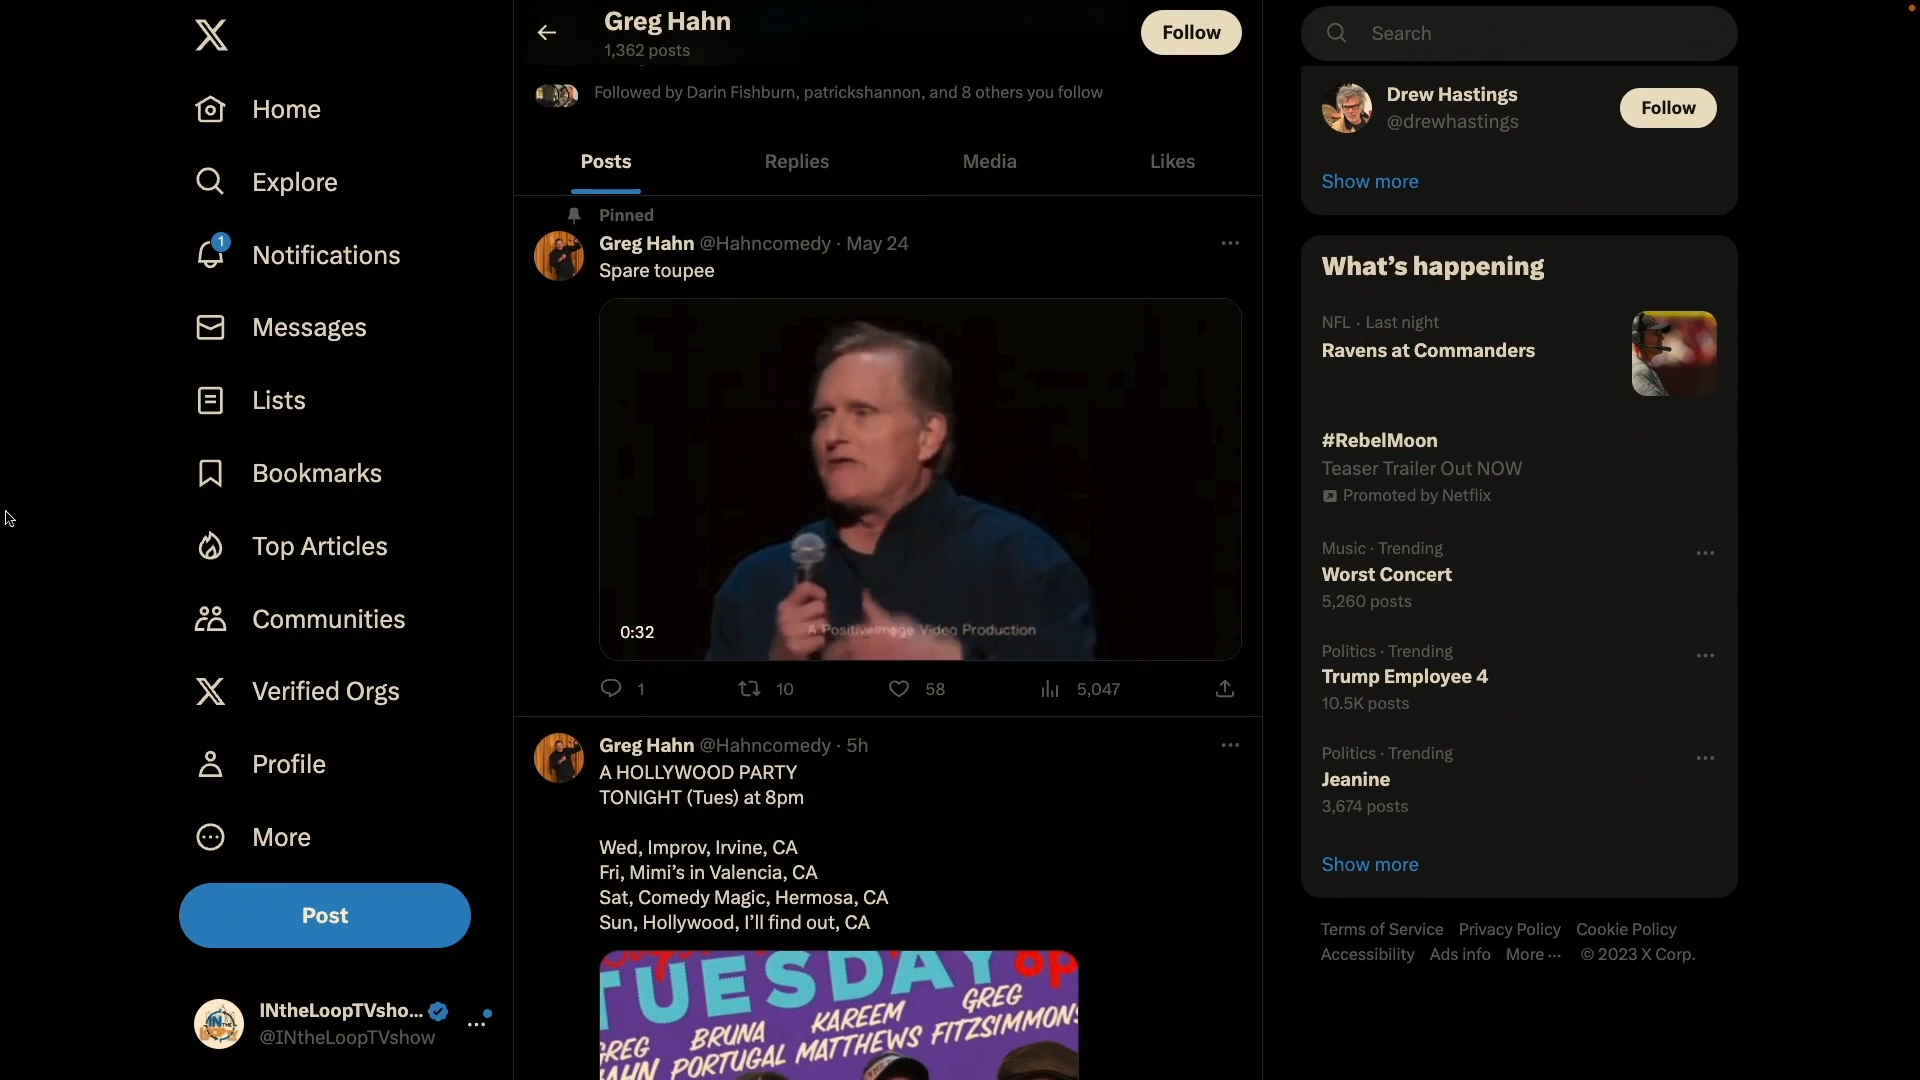 Home
Explore
1
Notifications
Messages
Lists
Bookmarks
Top Articles
Communities
Verified Orgs
Profile
More
Post
INtheLoopTVsho...
@INtheLoopTVshow
Greg Hahn
1,362 posts
Follow
Followed by Darin Fishburn, patrickshannon, and 8 others you follow
Posts Replies Media Likes
Pinned
Greg Hahn @Hahncomedy · May 24
Spare toupee
0:32
A PositiveImage Video Production
1 10 58 5,047
Greg Hahn @Hahncomedy · 5h
A HOLLYWOOD PARTY
TONIGHT (Tues) at 8pm
Wed, Improv, Irvine, CA
Fri, Mimi’s in Valencia, CA
Sat, Comedy Magic, Hermosa, CA
Sun, Hollywood, I’ll find out, CA
TUESDAY
GREG
BRUNA PORTUGAL
KAREEM MATTHEWS
GREG FITZSIMMONS
Search
Drew Hastings
@drewhastings
Follow
Show more
What’s happening
NFL · Last night
Ravens at Commanders
#RebelMoon
Teaser Trailer Out NOW
Promoted by Netflix
Music · Trending
Worst Concert
5,260 posts
Politics · Trending
Trump Employee 4
10.5K posts
Politics · Trending
Jeanine
3,674 posts
Show more
Terms of Service Privacy Policy Cookie Policy
Accessibility Ads info More ··· © 2023 X Corp.